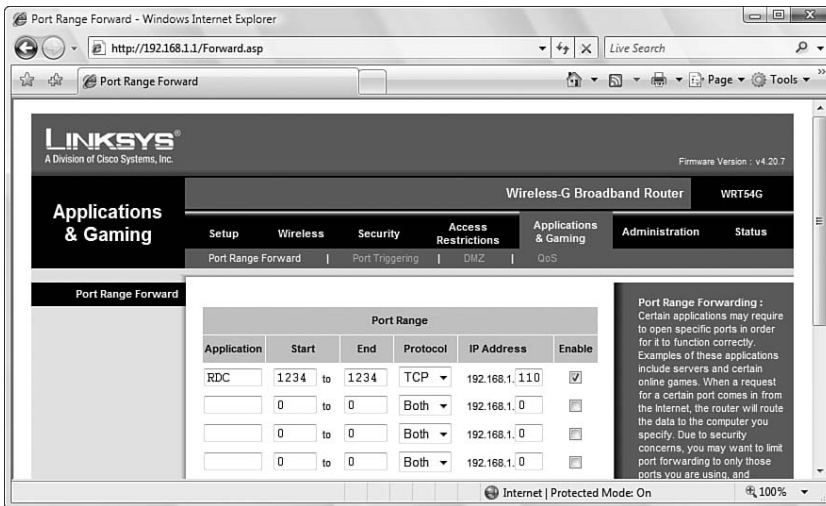 Port Range Forward - Windows Internet Explorer
http://192.168.1.1/Forward.asp
Live Search
Port Range Forward
Page
Tools
LINKSYS®
A Division of Cisco Systems, Inc.
Firmware Version : v4.20.7
Wireless-G Broadband Router
WRT54G
Applications
& Gaming
Setup
Wireless
Security
Access
Restrictions
Applications
& Gaming
Administration
Status
Port Range Forward | Port Triggering | DMZ | QoS
Port Range Forward
Port Range
Application Start End Protocol IP Address Enable
RDC 1234 to 1234 TCP 192.168.1. 110
0 to 0 Both 192.168.1. 0
0 to 0 Both 192.168.1. 0
0 to 0 Both 192.168.1. 0
Port Range Forwarding :
Certain applications may require
to open specific ports in order
for it to function correctly.
Examples of these applications
include servers and certain
online games. When a request
for a certain port comes in from
the Internet, the router will route
the data to the computer you
specify. Due to security
concerns, you may want to limit
port forwarding to only those
ports you are using, and
Internet | Protected Mode: On
100%